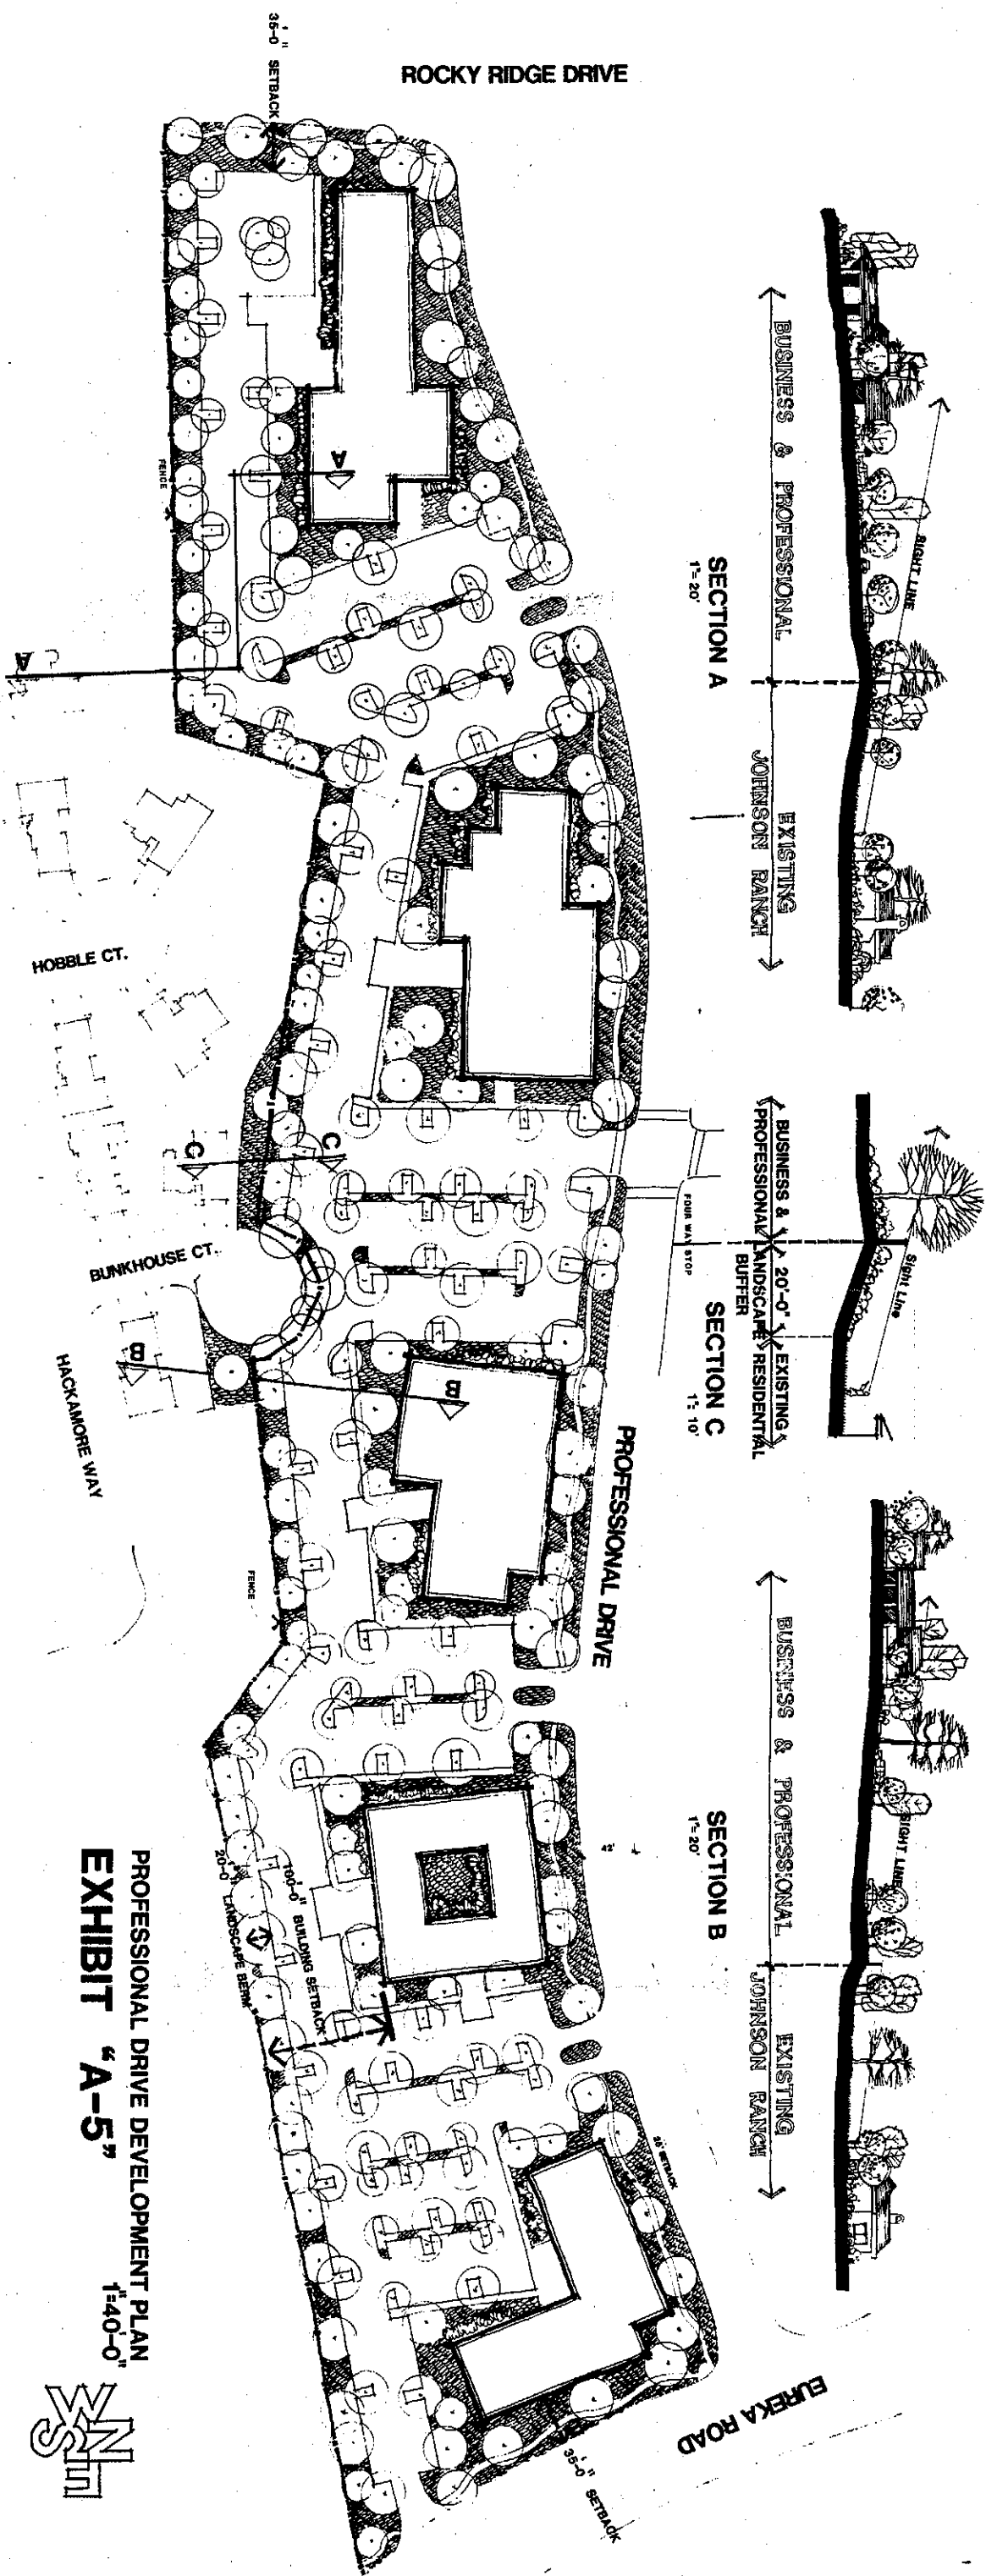 ROCKY RIDGE DRIVE
35'-0" SETBACK
BUSINESS & PROFESSIONAL
EXISTING
JOHNSON RANCH
SIGHT LINE
SECTION A
1"=20'
BUSINESS &
PROFESSIONAL
20'-0"
LANDSCAPE
BUFFER
EXISTING
RESIDENTIAL
Sight Line
SECTION C
1"=10'
BUSINESS & PROFESSIONAL
EXISTING
JOHNSON RANCH
SIGHT LINE
SECTION B
1"=20'
A
A
FENCE
HOBBLE CT.
C
C
BUNKHOUSE CT.
FOUR WAY STOP
B
B
HACKAMORE WAY
PROFESSIONAL DRIVE
FENCE
42'
100'-0" BUILDING SETBACK
20'-0" LANDSCAPE BERM
35' SETBACK
EUREKA ROAD
35'-0" SETBACK
PROFESSIONAL DRIVE DEVELOPMENT PLAN
EXHIBIT "A-5"
1"=40'-0"
N
W
S
E